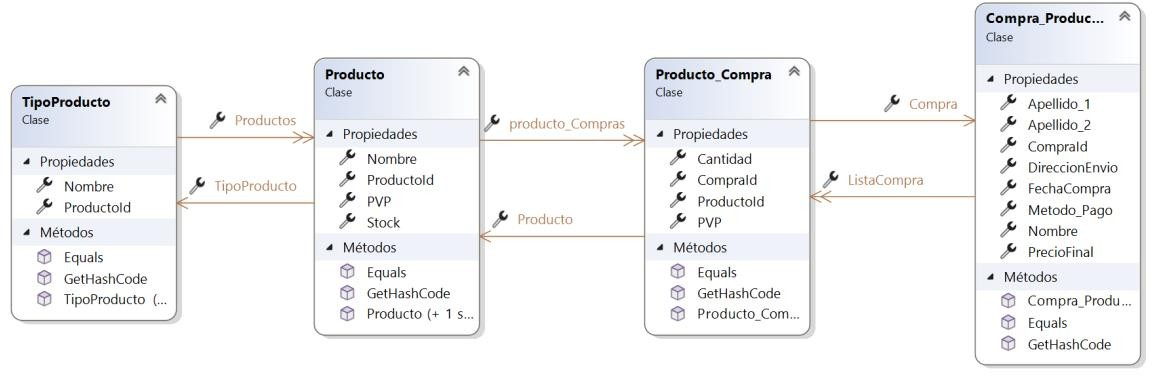 TipoProducto
Clase
Propiedades
Nombre
ProductoId
Métodos
Equals
GetHashCode
TipoProducto (...
Productos
TipoProducto
Producto
Clase
Propiedades
Nombre
ProductoId
PVP
Stock
Métodos
Equals
GetHashCode
Producto (+ 1 s...
producto_Compras
Producto
Producto_Compra
Clase
Propiedades
Cantidad
CompraId
ProductoId
PVP
Métodos
Equals
GetHashCode
Producto_Com...
Compra
ListaCompra
Compra_Produc...
Clase
Propiedades
Apellido_1
Apellido_2
CompraId
DireccionEnvio
FechaCompra
Metodo_Pago
Nombre
PrecioFinal
Métodos
Compra_Produ...
Equals
GetHashCode